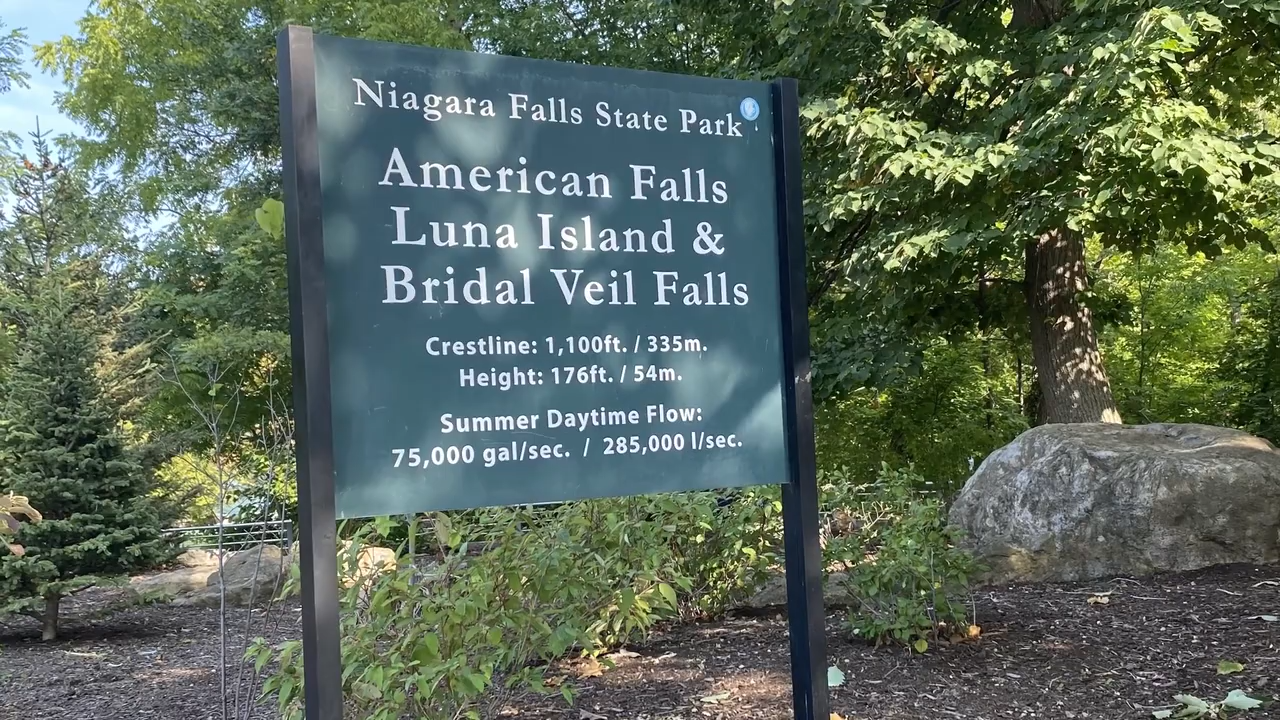 Niagara Falls State Park
American Falls
Luna Island &
Bridal Veil Falls
Crestline: 1,100ft. / 335m.
Height: 176ft. / 54m.
Summer Daytime Flow:
75,000 gal/sec. / 285,000 l/sec.